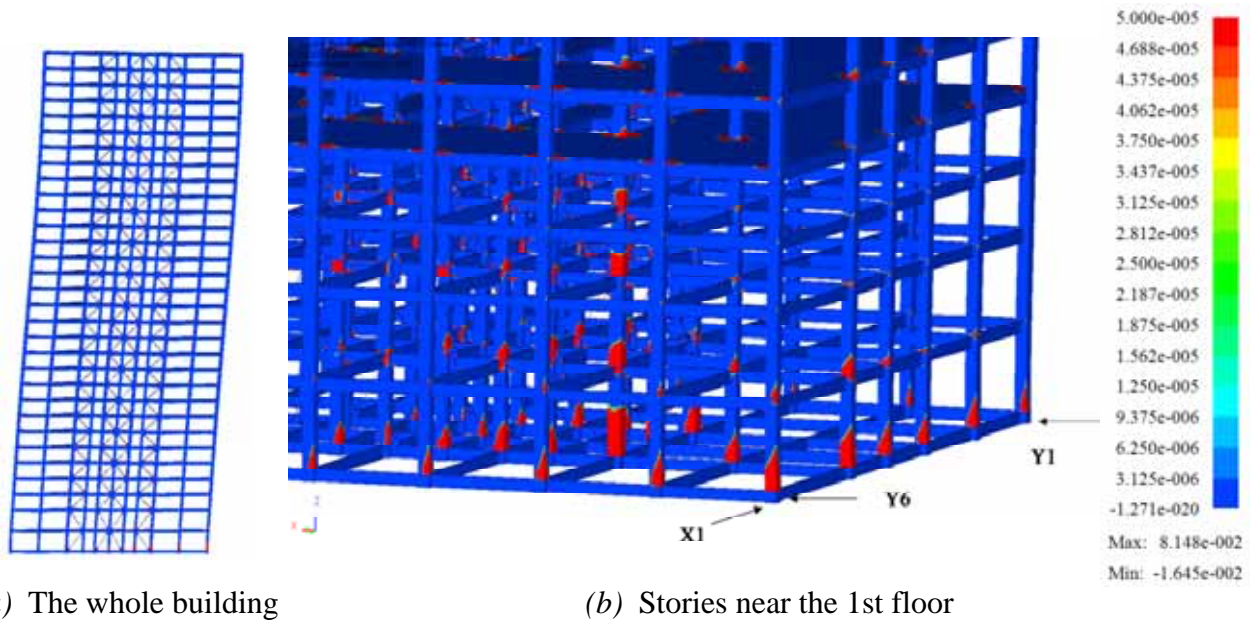 5.000e-005
4.688e-005
4.375e-005
4.062e-005
3.750e-005
3.437e-005
3.125e-005
2.812e-005
2.500e-005
2.187e-005
1.875e-005
1.562e-005
1.250e-005
9.375e-006
6.250e-006
3.125e-006
-1.271e-020
Max: 8.148e-002
Min: -1.645e-002
Y1
Y6
X1
z
x
) The whole building
(b) Stories near the 1st floor